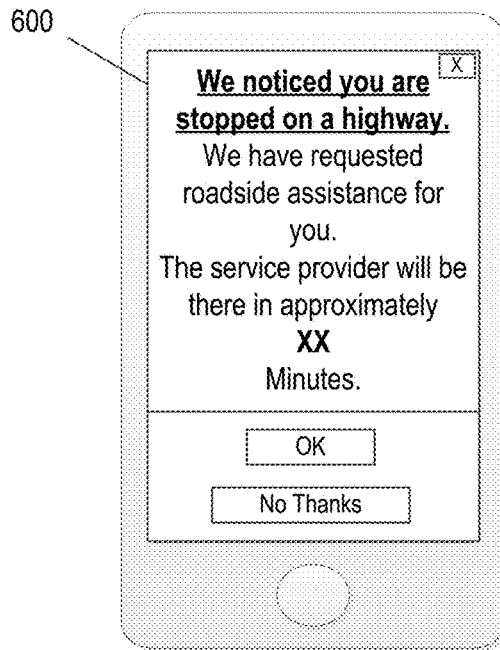 600
X
We noticed you are
stopped on a highway.
We have requested
roadside assistance for
you.
The service provider will be
there in approximately
XX
Minutes.
OK
No Thanks